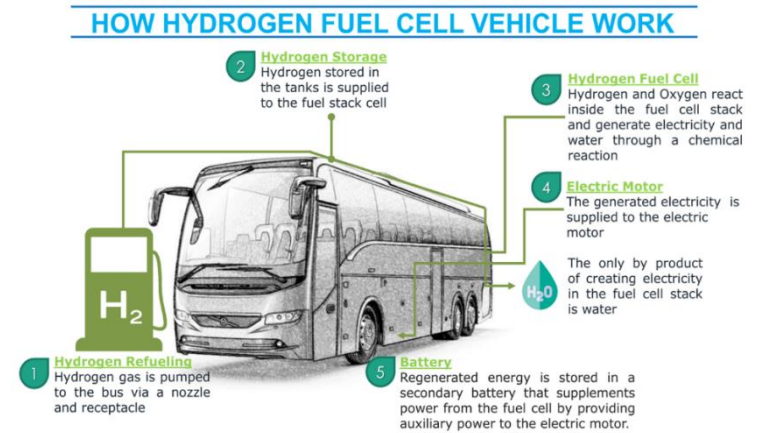 HOW HYDROGEN FUEL CELL VEHICLE WORK
2
Hydrogen Storage
Hydrogen stored in
the tanks is supplied
to the fuel stack cell
3
Hydrogen Fuel Cell
Hydrogen and Oxygen react
inside the fuel cell stack
and generate electricity and
water through a chemical
reaction
4
Electric Motor
The generated electricity is
supplied to the electric
motor
The only by product
of creating electricity
in the fuel cell stack
is water
H₂O
H₂
1
Hydrogen Refueling
Hydrogen gas is pumped
to the bus via a nozzle
and receptacle
5
Battery
Regenerated energy is stored in a
secondary battery that supplements
power from the fuel cell by providing
auxiliary power to the electric motor.